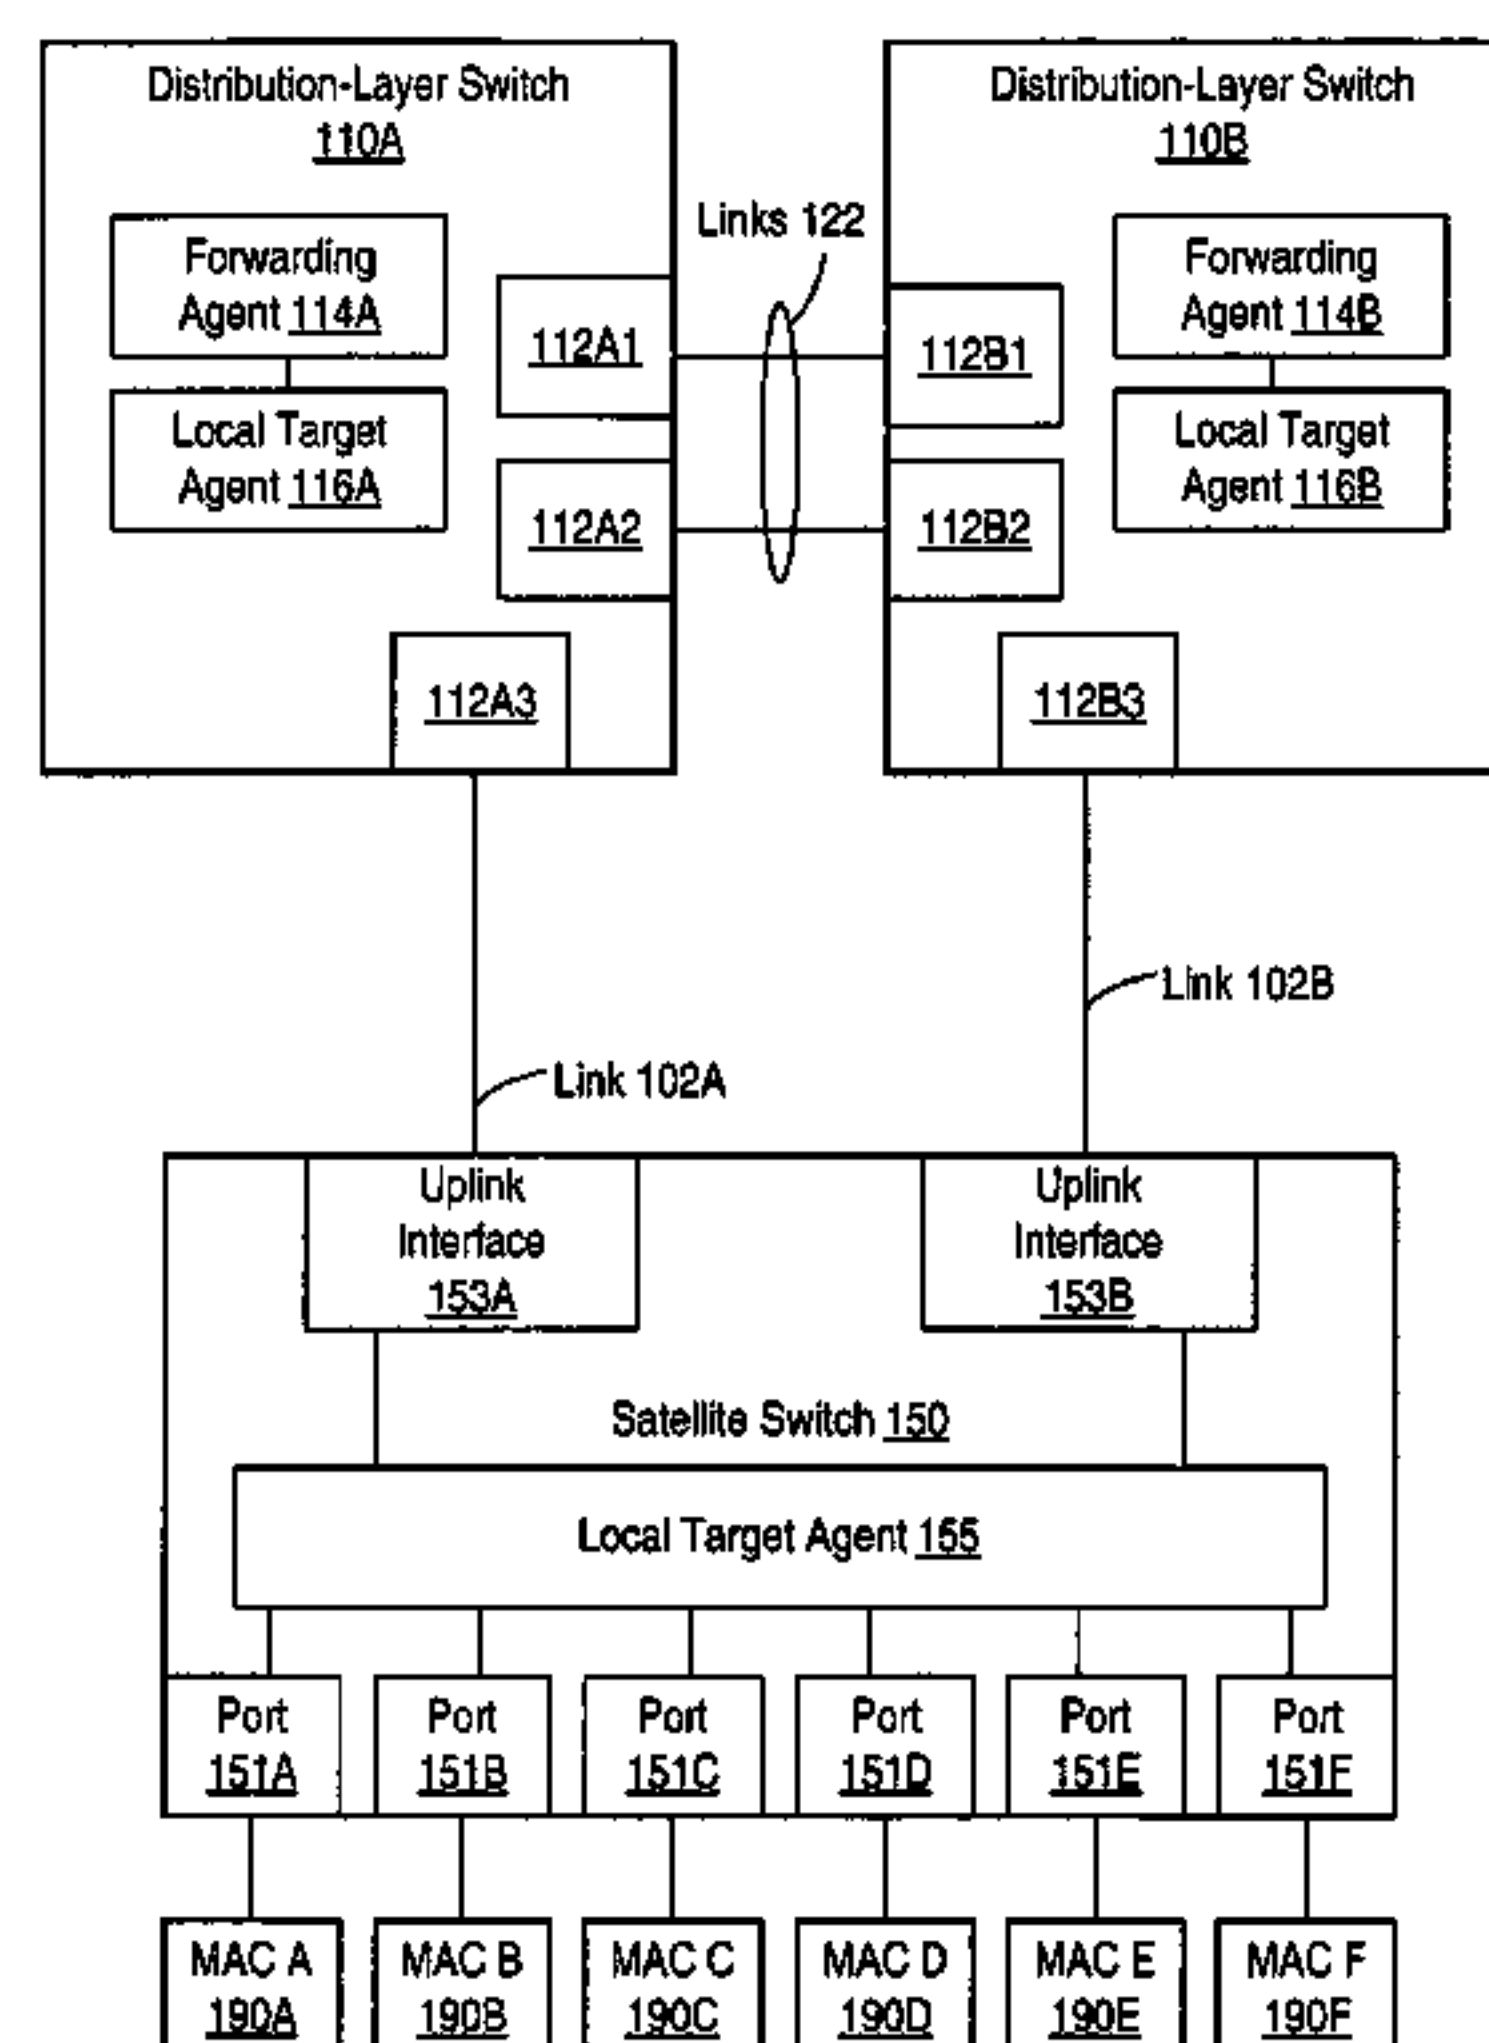 Distribution-Layer Switch
110A
Distribution-Layer Switch
110B
Links 122
Forwarding
Agent 114A
Local Target
Agent 116A
112A1
112A2
112A3
112B1
112B2
112B3
Forwarding
Agent 114B
Local Target
Agent 116B
Link 102B
Link 102A
Uplink
Interface
153A
Uplink
Interface
153B
Satellite Switch 150
Local Target Agent 155
Port
151A
Port
151B
Port
151C
Port
151D
Port
151E
Port
151F
MAC A
190A
MAC B
190B
MAC C
190C
MAC D
190D
MAC E
190E
MAC F
190F